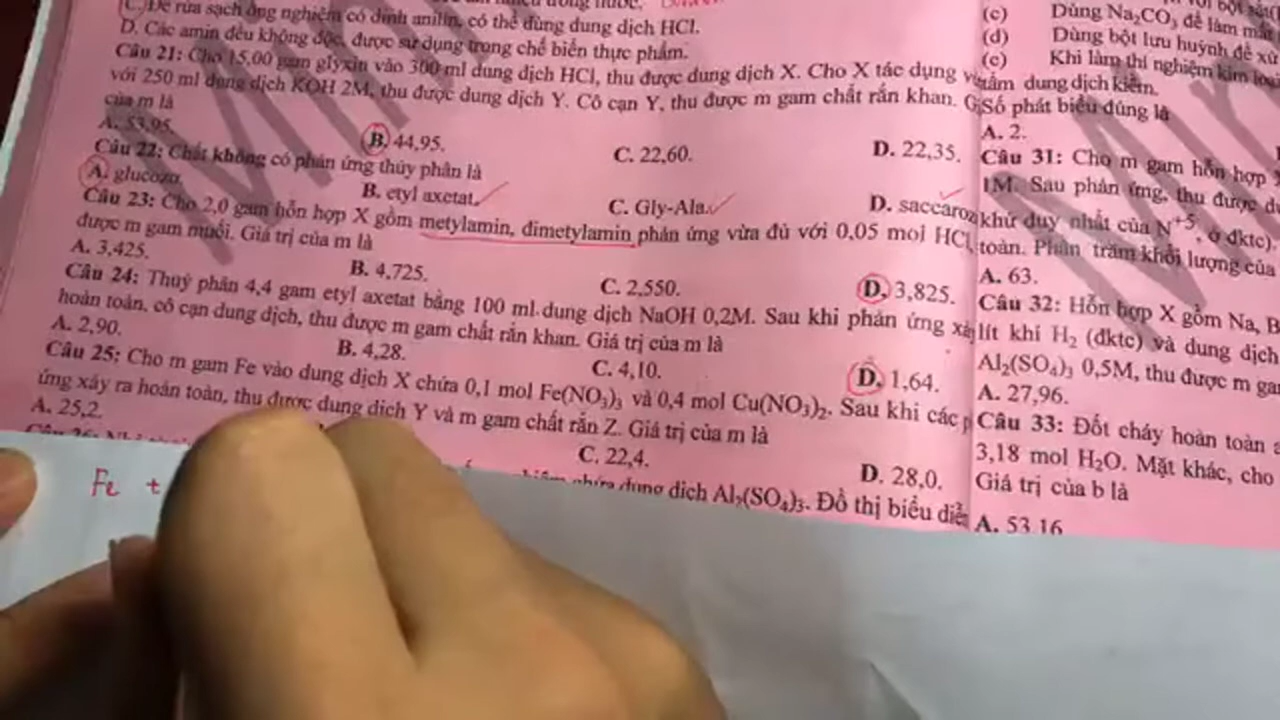 C. Để rửa sạch ống nghiệm có dính anilin, có thể dùng dung dịch HCl.
D. Các amin đều không độc, được sử dụng trong chế biến thực phẩm.
Câu 21: Cho 15,00 gam glyxin vào 300 ml dung dịch HCl, thu được dung dịch X. Cho X tác dụng
với 250 ml dung dịch KOH 2M, thu được dung dịch Y. Cô cạn Y, thu được m gam chất rắn khan.
của m là
A. 53,95.
B. 44,95.
C. 22,60.
D. 22,35.
Câu 22: Chất không có phản ứng thủy phân là
A. glucozơ.
B. etyl axetat.
C. Gly-Ala.
D. saccaroz
Câu 23: Cho 2,0 gam hỗn hợp X gồm metylamin, đimetylamin phản ứng vừa đủ với 0,05 mol HCl,
được m gam muối. Giá trị của m là
A. 3,425.
B. 4,725.
C. 2,550.
D. 3,825.
Câu 24: Thuỷ phân 4,4 gam etyl axetat bằng 100 ml dung dịch NaOH 0,2M. Sau khi phản ứng xả
hoàn toàn, cô cạn dung dịch, thu được m gam chất rắn khan. Giá trị của m là
A. 2,90.
B. 4,28.
C. 4,10.
D. 1,64.
Câu 25: Cho m gam Fe vào dung dịch X chứa 0,1 mol Fe(NO₃)₃ và 0,4 mol Cu(NO₃)₂. Sau khi các p
ứng xảy ra hoàn toàn, thu được dung dịch Y và m gam chất rắn Z. Giá trị của m là
A. 25,2.
C. 22,4.
D. 28,0.
chứa dung dịch Al₂(SO₄)₃. Đồ thị biểu diễn
Fe +
(c) Dùng Na₂CO₃ để làm mất
(d) Dùng bột lưu huỳnh để xử
(e) Khi làm thí nghiệm kim loạ
tẩm dung dịch kiềm.
Số phát biểu đúng là
A. 2.
Câu 31: Cho m gam hỗn hợp
1M. Sau phản ứng, thu được d
khử duy nhất của N⁺⁵, ở đktc).
toàn. Phần trăm khối lượng của
A. 63.
Câu 32: Hỗn hợp X gồm Na, B
lít khí H₂ (đktc) và dung dịch
Al₂(SO₄)₃ 0,5M, thu được m ga
A. 27,96.
Câu 33: Đốt cháy hoàn toàn a
3,18 mol H₂O. Mặt khác, cho
Giá trị của b là
A. 53,16